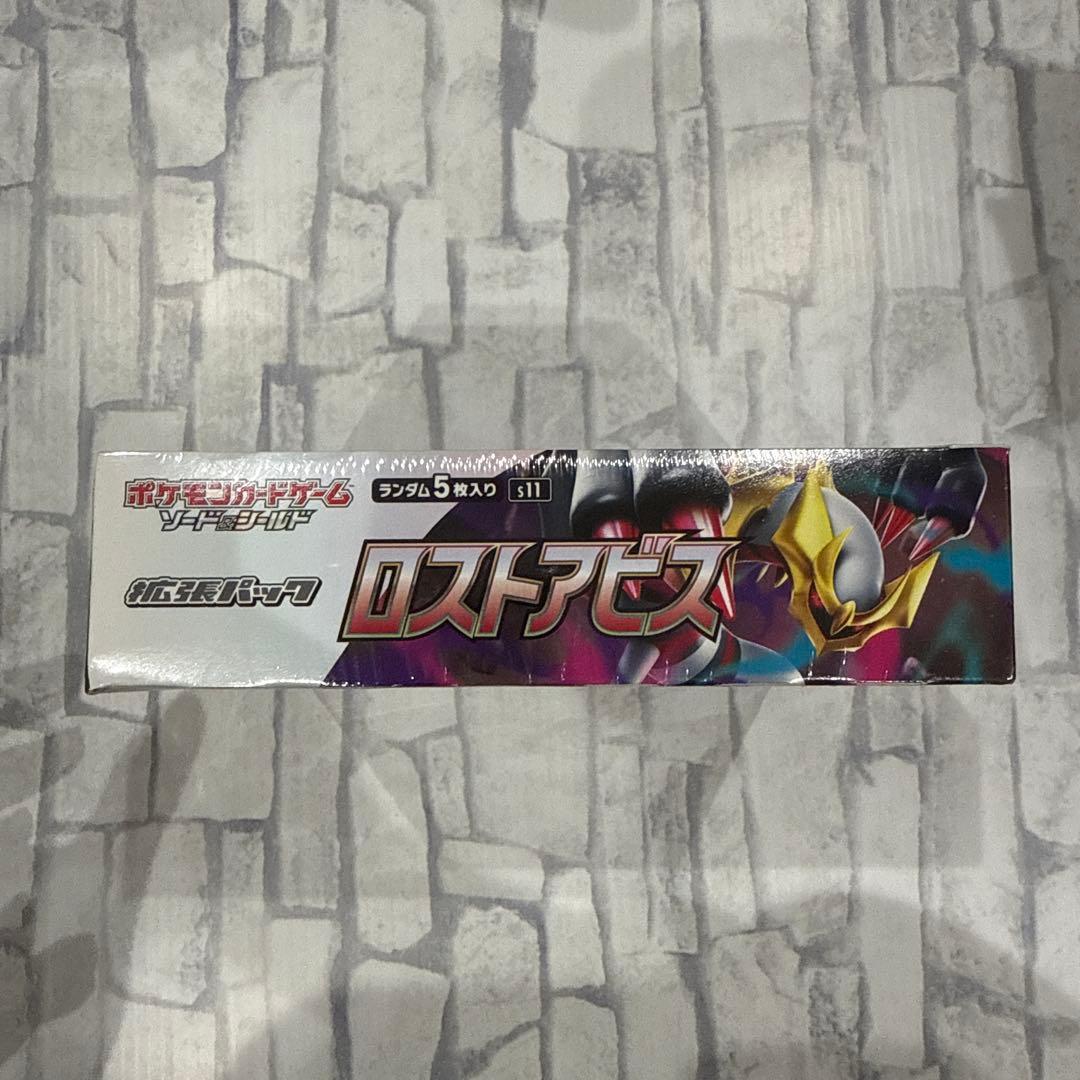 ポケモンカードゲーム
ソード&シールド
ランダム5枚入り s11
拡張パック
ロストアビス